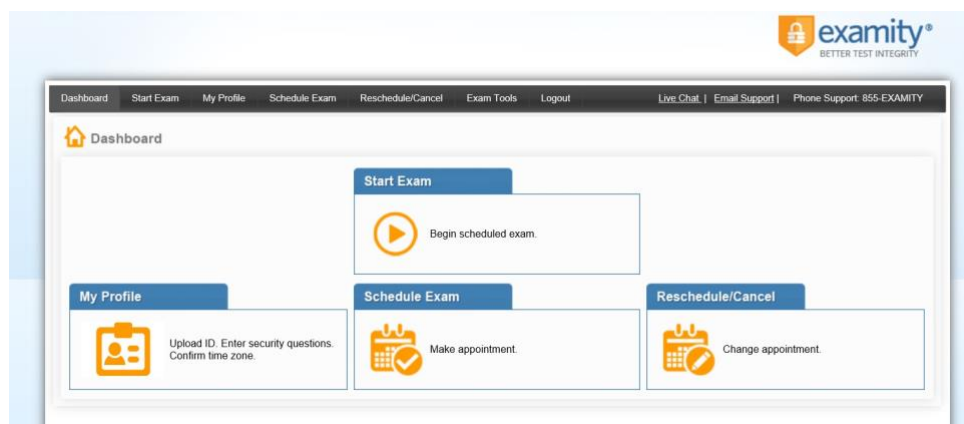 examity®
BETTER TEST INTEGRITY
Dashboard Start Exam My Profile Schedule Exam Reschedule/Cancel Exam Tools Logout Live Chat | Email Support | Phone Support: 855-EXAMITY
Dashboard
Start Exam
Begin scheduled exam.
My Profile
Upload ID. Enter security questions.
Confirm time zone.
Schedule Exam
Make appointment.
Reschedule/Cancel
Change appointment.